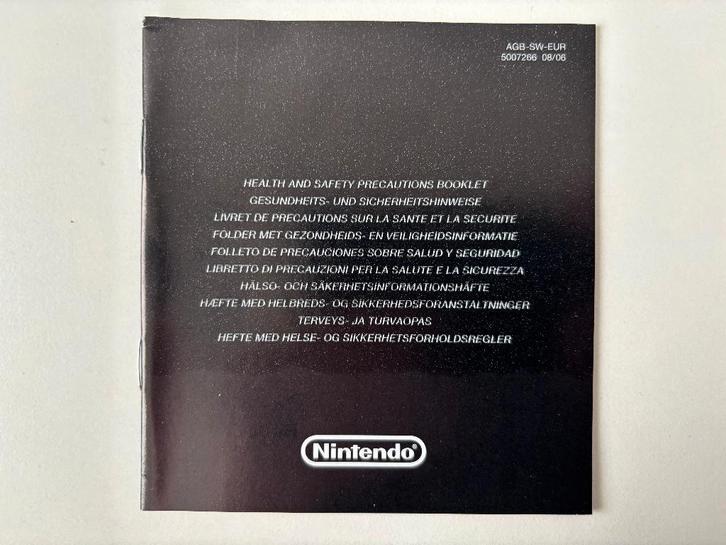 AGB-SW-EUR
5007266 08/06
HEALTH AND SAFETY PRECAUTIONS BOOKLET
GESUNDHEITS- UND SICHERHEITSHINWEISE
LIVRET DE PRECAUTIONS SUR LA SANTE ET LA SECURITE
FOLDER MET GEZONDHEIDS- EN VEILIGHEIDSINFORMATIE
FOLLETO DE PRECAUCIONES SOBRE SALUD Y SEGURIDAD
LIBRETTO DI PRECAUZIONI PER LA SALUTE E LA SICUREZZA
HÄLSO- OCH SÄKERHETSINFORMATIONSHÄFTE
HÆFTE MED HELBREDS- OG SIKKERHEDSFORANSTALTNINGER
TERVEYS- JA TURVAOPAS
HEFTE MED HELSE- OG SIKKERHETSFORHOLDSREGLER
Nintendo®